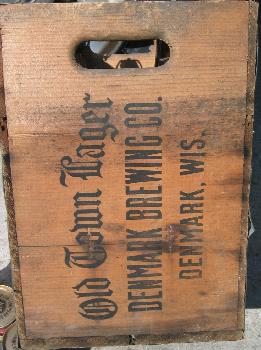 Old Town Lager
DENMARK BREWING CO.
DENMARK, WIS.